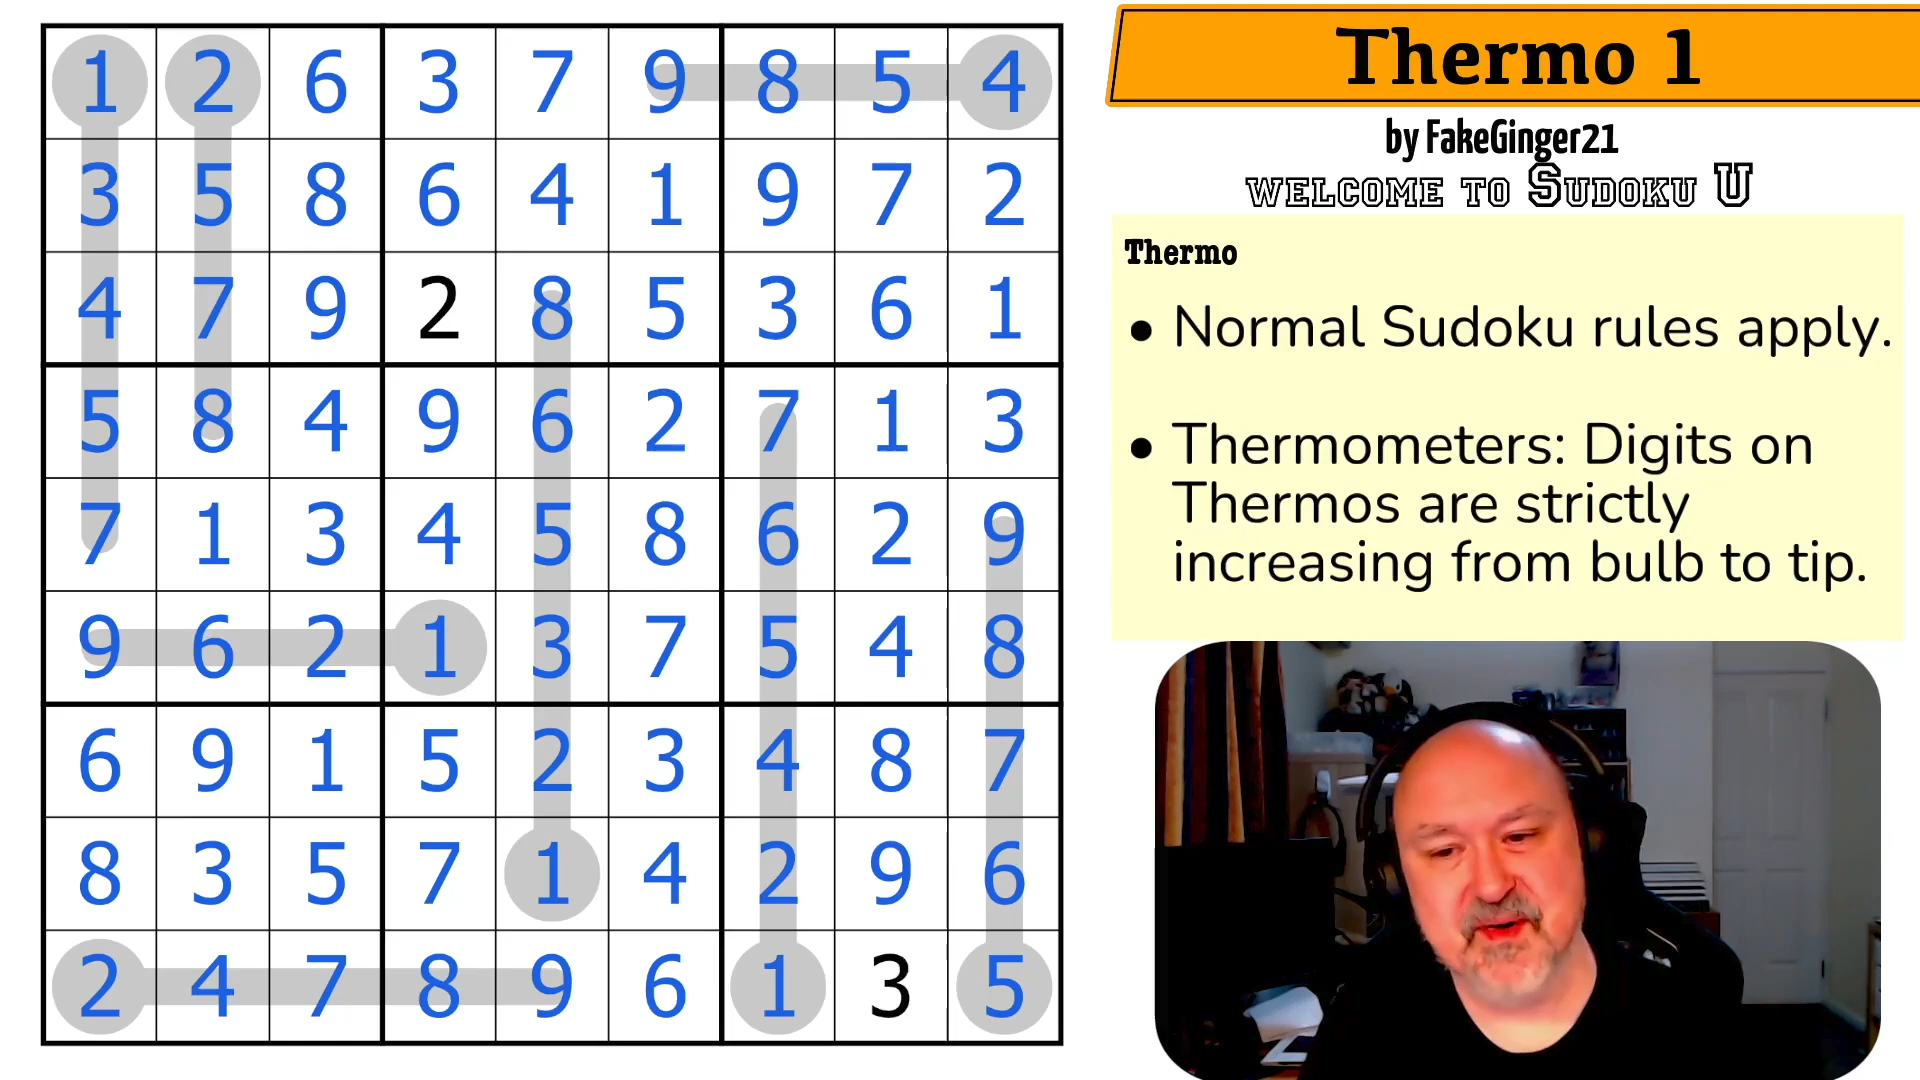 1 2 6 3 7 9 8 5 4
3 5 8 6 4 1 9 7 2
4 7 9 2 8 5 3 6 1
5 8 4 9 6 2 7 1 3
7 1 3 4 5 8 6 2 9
9 6 2 1 3 7 5 4 8
6 9 1 5 2 3 4 8 7
8 3 5 7 1 4 2 9 6
2 4 7 8 9 6 1 3 5
Thermo 1
by FakeGinger21
WELCOME TO SUDOKU U
Thermo
• Normal Sudoku rules apply.
• Thermometers: Digits on
Thermos are strictly
increasing from bulb to tip.